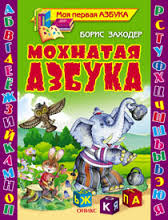 Моя первая АЗБУКА
БОРИС ЗАХОДЕР
МОХНАТАЯ
АЗБУКА
А Б В Г Д Е Ё Ж З И Й К Л М Н О П
Р С Т У Ф Х Ц Ч Ш Щ Ъ Ы Ь Э Ю Я
Ж
К Я
А
ОНИКС